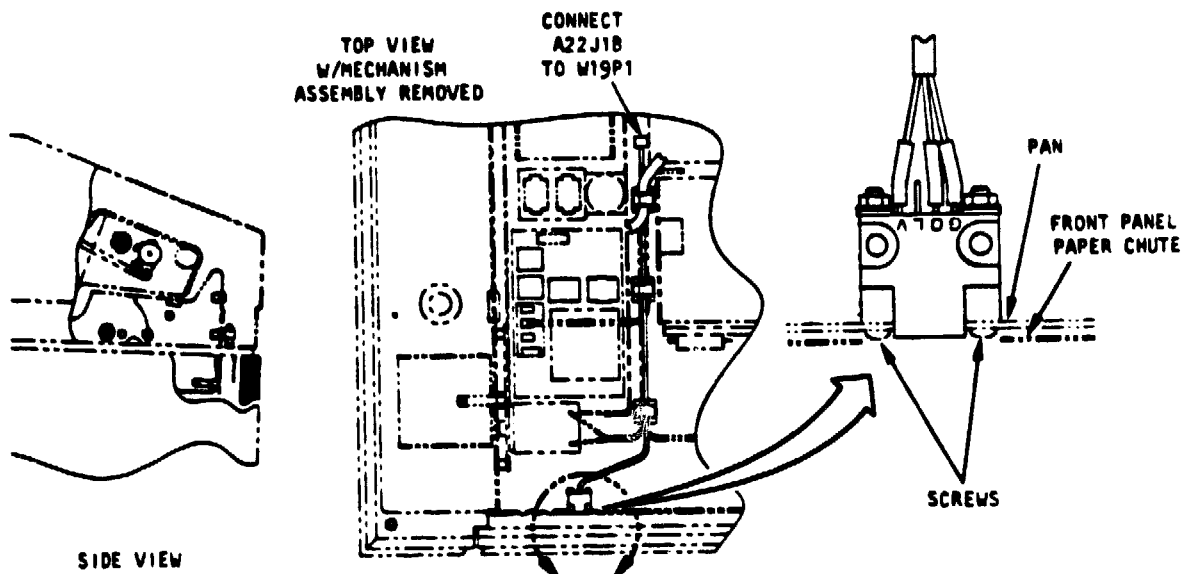 CONNECT
A22J1B
TO W19P1
TOP VIEW
W/MECHANISM
ASSEMBLY REMOVED
PAN
FRONT PANEL
PAPER CHUTE
SCREWS
SIDE VIEW